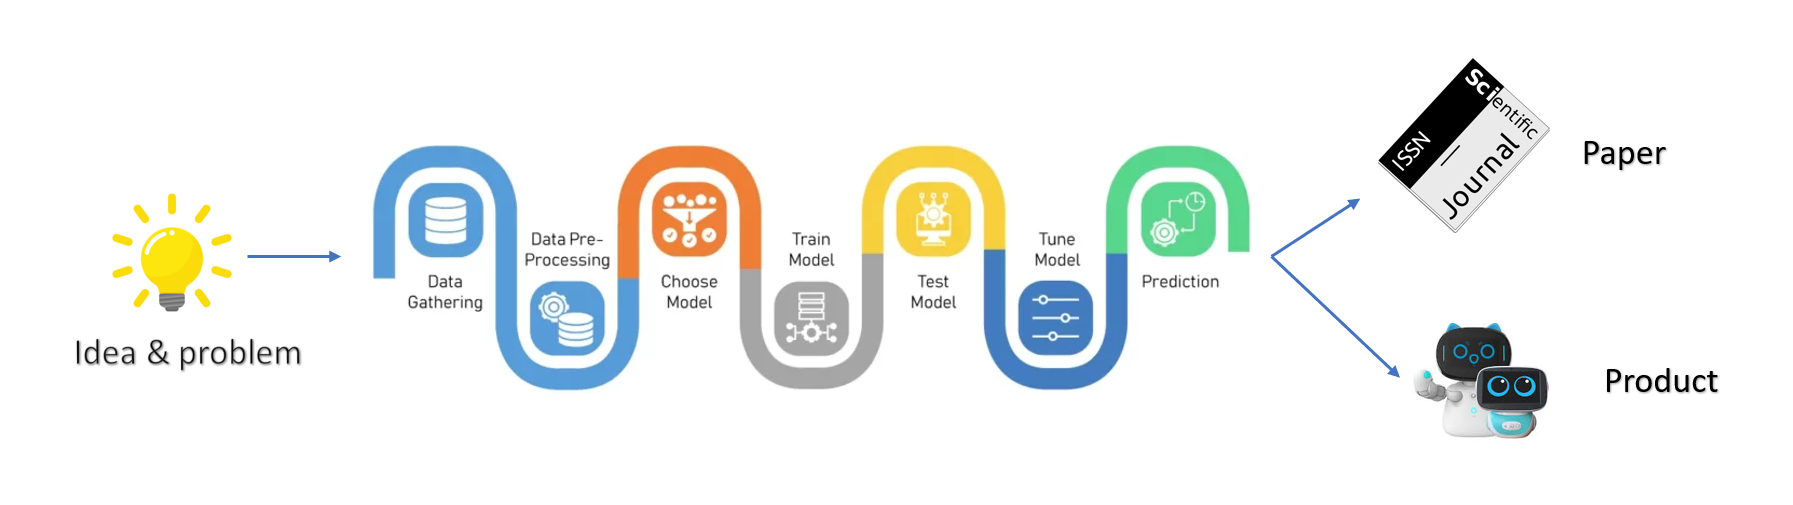 Idea & problem
Data
Gathering
Data Pre-
Processing
Choose
Model
Train
Model
Test
Model
Tune
Model
Prediction
Scientific
Journal
ISSN
Paper
Product